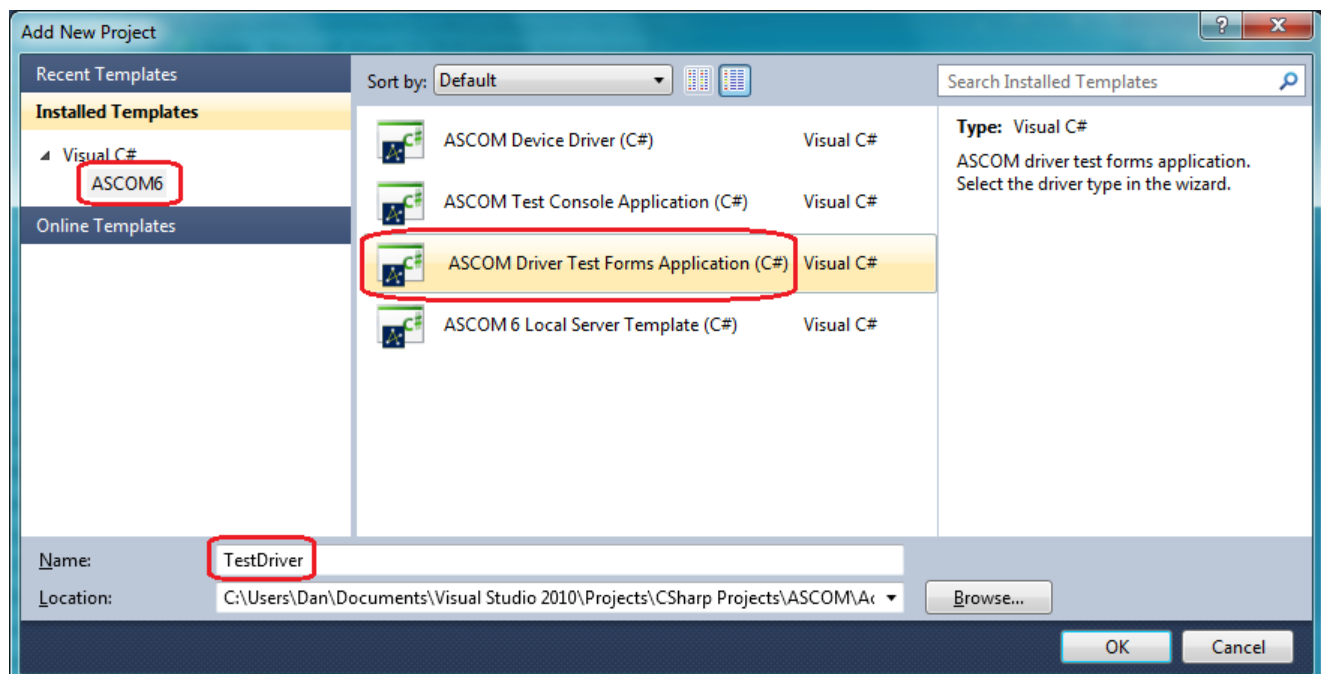 Add New Project
?
X
Recent Templates
Installed Templates
Visual C#
ASCOM6
Online Templates
Sort by: Default
ASCOM Device Driver (C#) Visual C#
ASCOM Test Console Application (C#) Visual C#
ASCOM Driver Test Forms Application (C#) Visual C#
ASCOM 6 Local Server Template (C#) Visual C#
Search Installed Templates
Type: Visual C#
ASCOM driver test forms application.
Select the driver type in the wizard.
Name: TestDriver
Location: C:\Users\Dan\Documents\Visual Studio 2010\Projects\CSharp Projects\ASCOM\
Browse...
OK Cancel